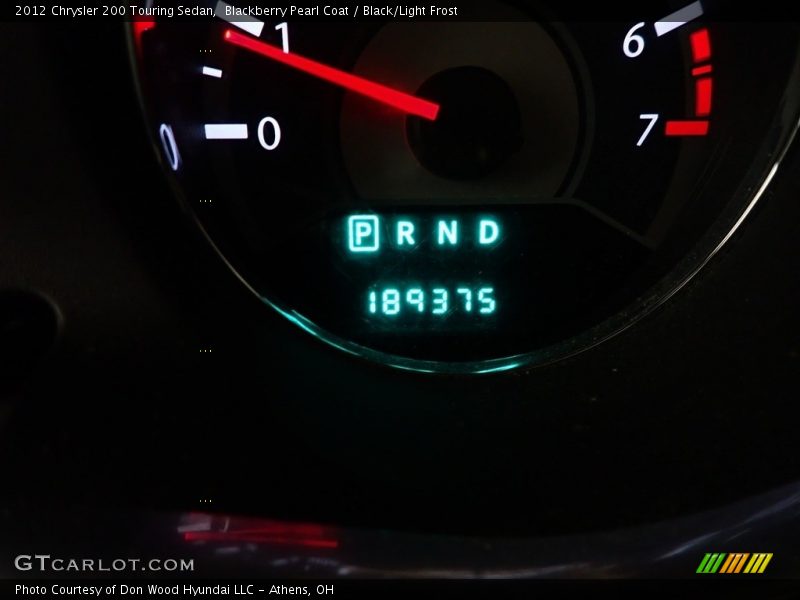 2012 Chrysler 200 Touring Sedan, Blackberry Pearl Coat / Black/Light Frost
1 6
0 0 7
P R N D
189375
GTCARLOT.COM
Photo Courtesy of Don Wood Hyundai LLC - Athens, OH